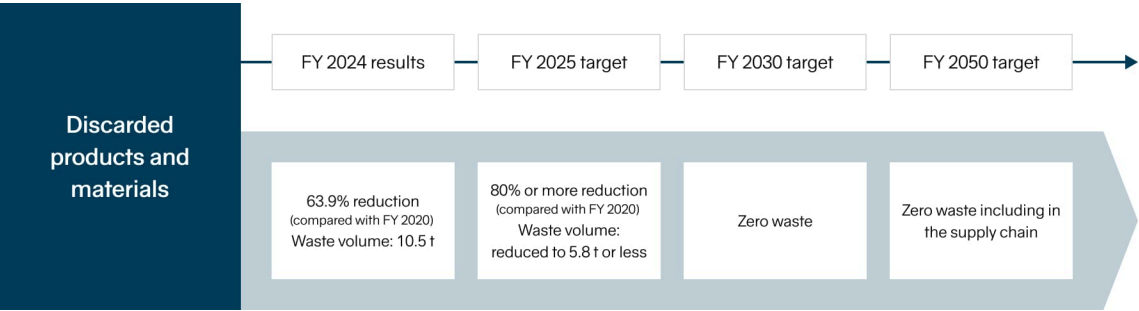 Discarded
products and
materials
FY 2024 results
FY 2025 target
FY 2030 target
FY 2050 target
63.9% reduction
(compared with FY 2020)
Waste volume: 10.5 t
80% or more reduction
(compared with FY 2020)
Waste volume:
reduced to 5.8 t or less
Zero waste
Zero waste including in
the supply chain